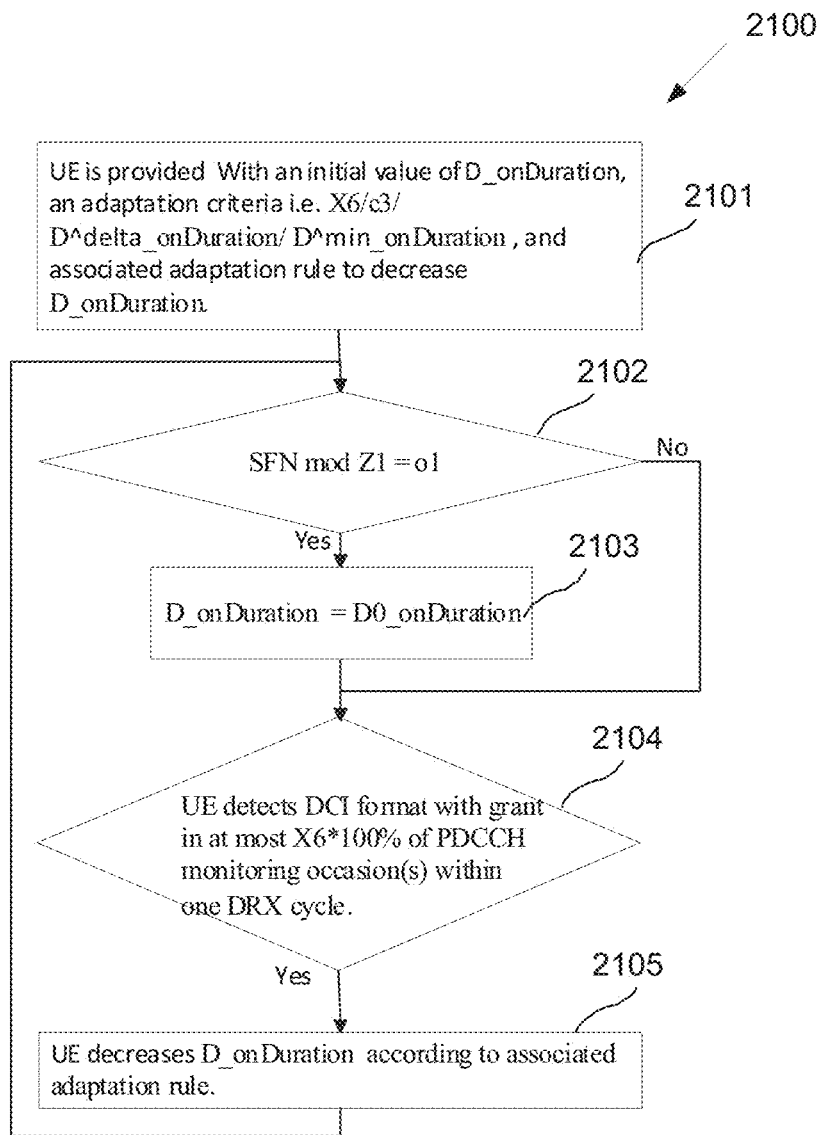 2100
UE is provided With an initial value of D_onDuration,
an adaptation criteria i.e. X6/c3/
D^delta_onDuration/ D^min_onDuration , and
associated adaptation rule to decrease
D_onDuration.
2101
2102
SFN mod Z1 = o1
No
Yes
2103
D_onDuration = D0_onDuration
2104
UE detects DCI format with grant
in at most X6*100% of PDCCH
monitoring occasion(s) within
one DRX cycle.
Yes
2105
UE decreases D_onDuration according to associated
adaptation rule.